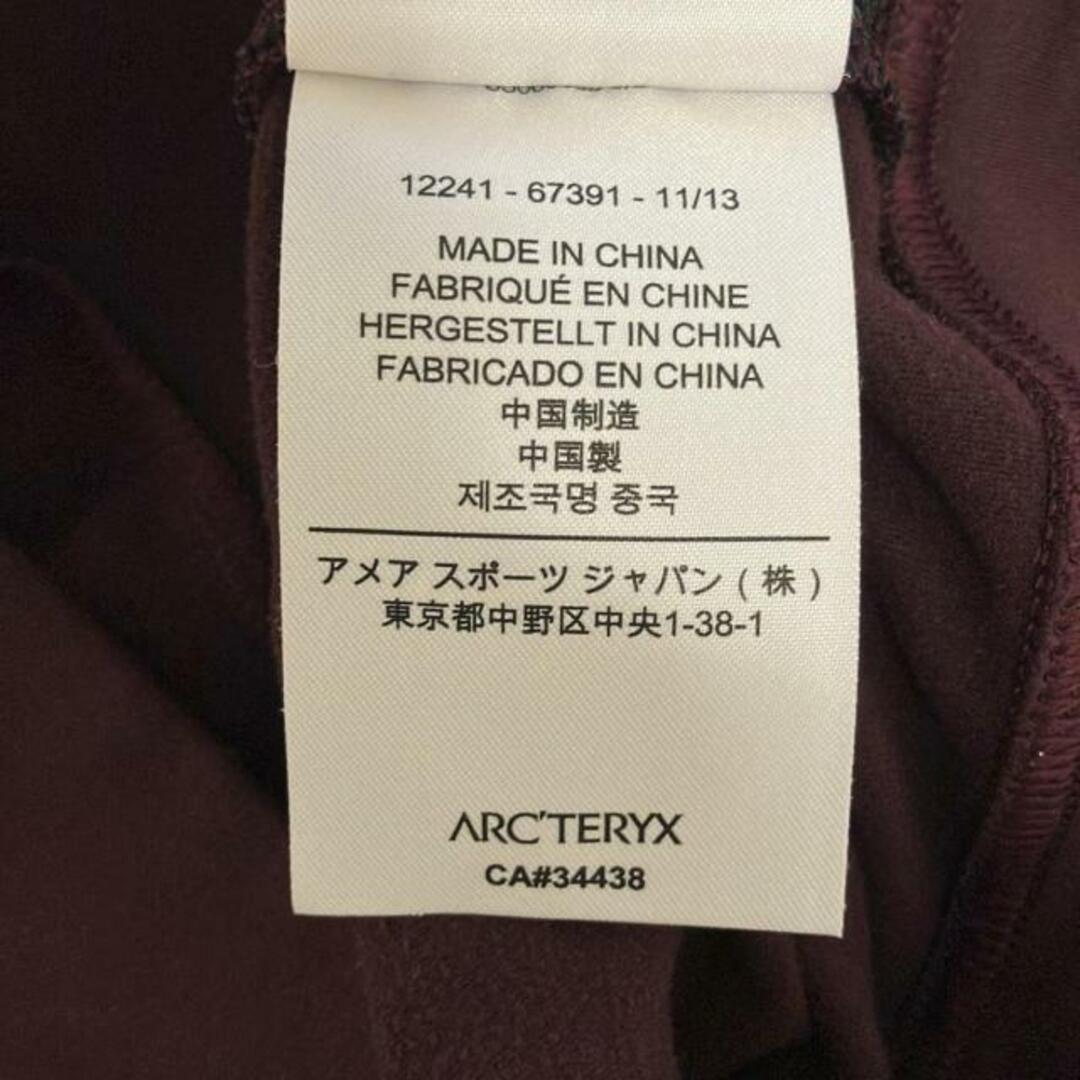 12241 - 67391 - 11/13
MADE IN CHINA
FABRIQUÉ EN CHINE
HERGESTELLT IN CHINA
FABRICADO EN CHINA
中国制造
中国製
제조국명 중국
アメア スポーツ ジャパン ( 株 )
東京都中野区中央1-38-1
ARC'TERYX
CA#34438